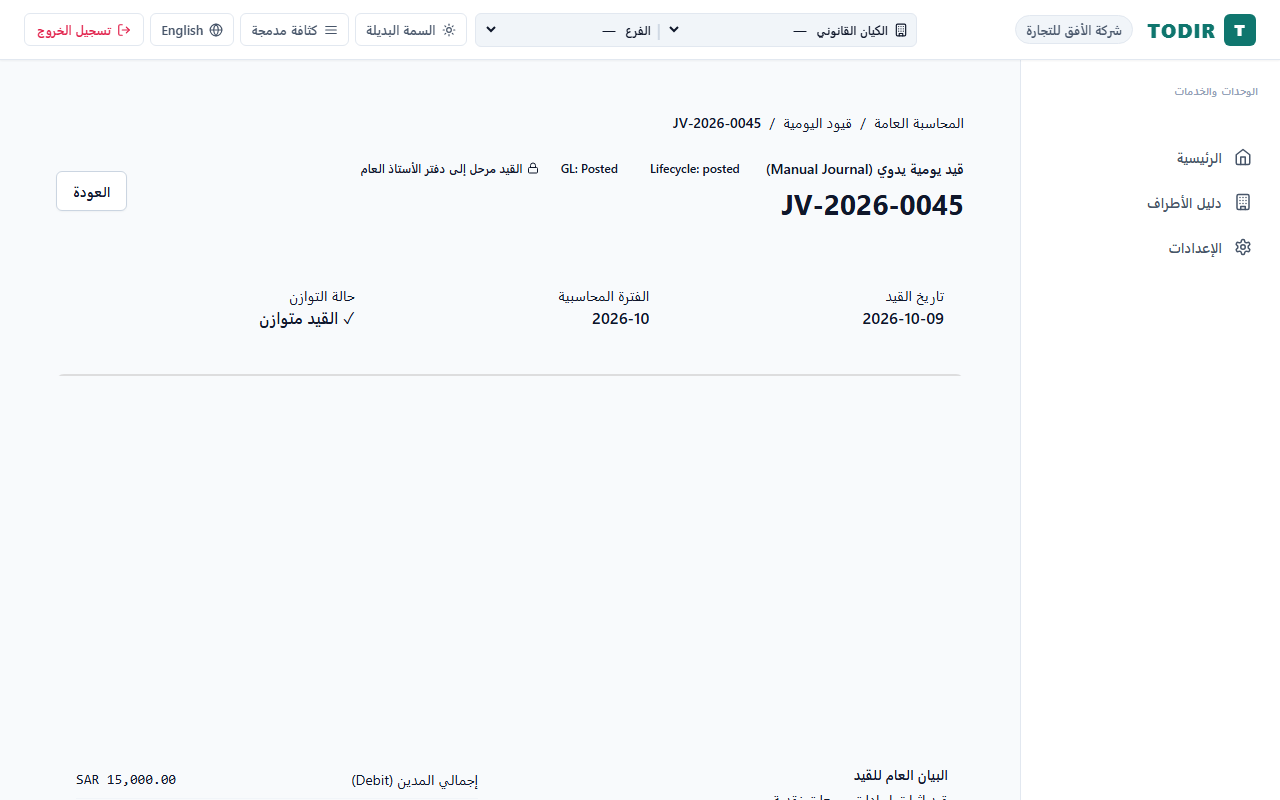 T TODIR
شركة الأفق للتجارة
الكيان القانوني —
الفرع —
السمة البديلة
كثافة مدمجة
English
تسجيل الخروج
الوحدات والخدمات
الرئيسية
دليل الأطراف
الإعدادات
المحاسبة العامة / قيود اليومية / JV-2026-0045
قيد يومية يدوي (Manual Journal) Lifecycle: posted GL: Posted القيد مرحل إلى دفتر الأستاذ العام
JV-2026-0045
العودة
تاريخ القيد
2026-10-09
الفترة المحاسبية
2026-10
حالة التوازن
✓ القيد متوازن
البيان العام للقيد
إجمالي المدين (Debit) SAR 15,000.00